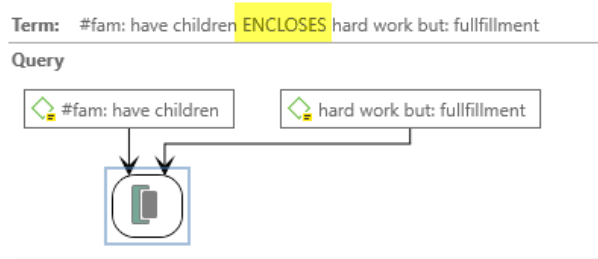 Term: #fam: have children ENCLOSES hard work but: fullfillment
Query
#fam: have children
hard work but: fullfillment